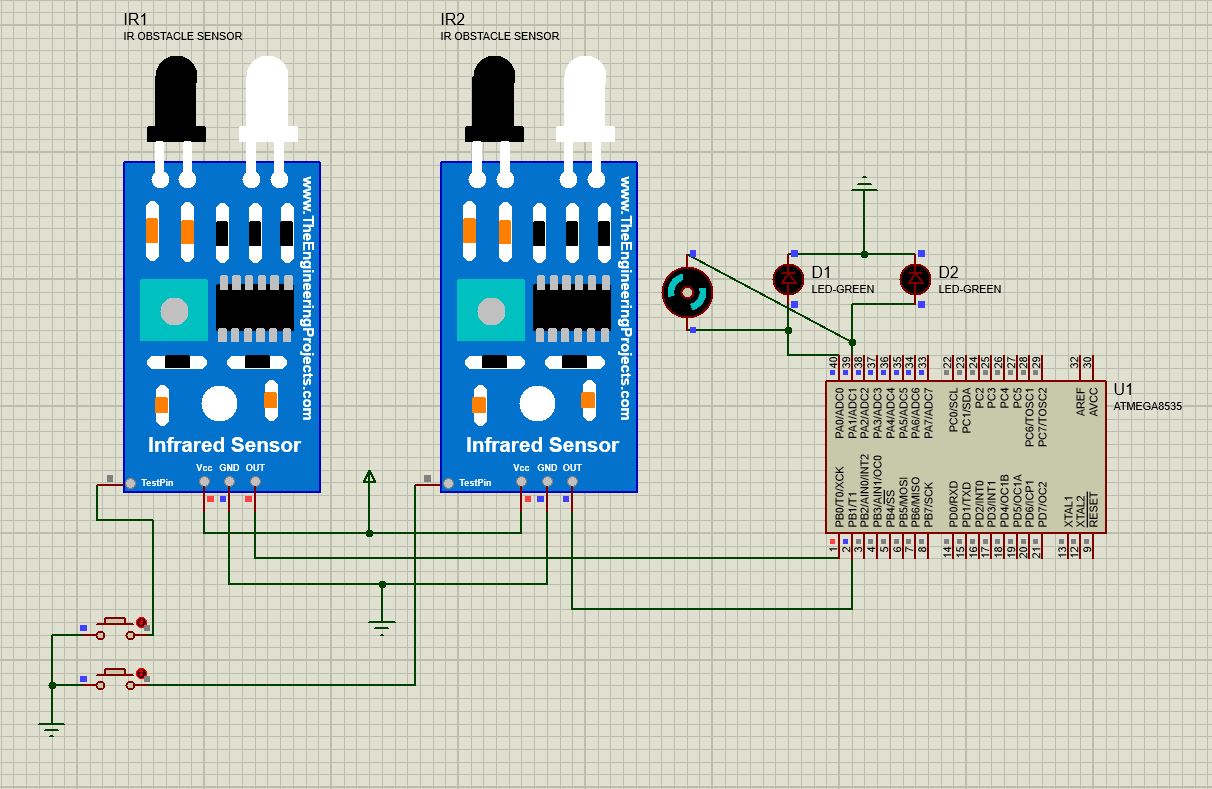 IR1
IR OBSTACLE SENSOR
IR2
IR OBSTACLE SENSOR
www.TheEngineeringProjects.com
Infrared Sensor
Vcc GND OUT
TestPin
www.TheEngineeringProjects.com
Infrared Sensor
Vcc GND OUT
TestPin
D1
LED-GREEN
D2
LED-GREEN
U1
ATMEGA8535
40
39
38
37
36
35
34
33
22
23
24
25
26
27
28
29
32
30
PA0/ADC0
PA1/ADC1
PA2/ADC2
PA3/ADC3
PA4/ADC4
PA5/ADC5
PA6/ADC6
PA7/ADC7
PC0/SCL
PC1/SDA
PC2
PC3
PC4
PC5
PC6/TOSC1
PC7/TOSC2
AREF
AVCC
PB0/T0/XCK
PB1/T1
PB2/AIN0/INT2
PB3/AIN1/OC0
PB4/SS
PB5/MOSI
PB6/MISO
PB7/SCK
PD0/RXD
PD1/TXD
PD2/INT0
PD3/INT1
PD4/OC1B
PD5/OC1A
PD6/ICP1
PD7/OC2
XTAL1
XTAL2
RESET
1
2
3
4
5
6
7
8
14
15
16
17
18
19
20
21
13
12
9